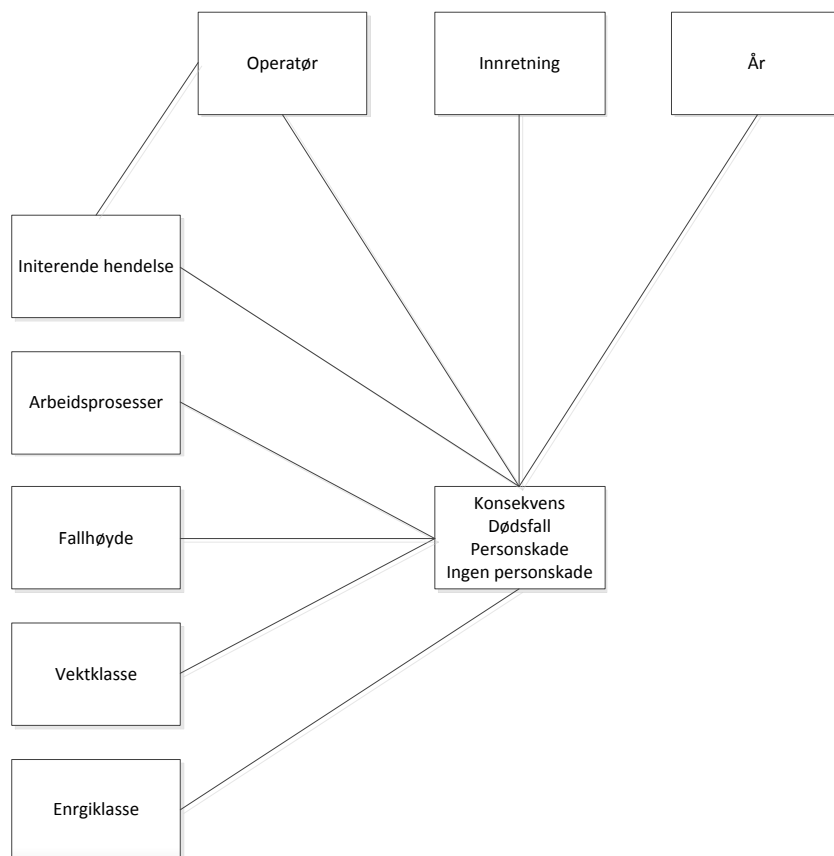 Operatør
Innretning
År
Initerende hendelse
Arbeidsprosesser
Konsekvens
Dødsfall
Personskade
Ingen personskade
Fallhøyde
Vektklasse
Enrgiklasse